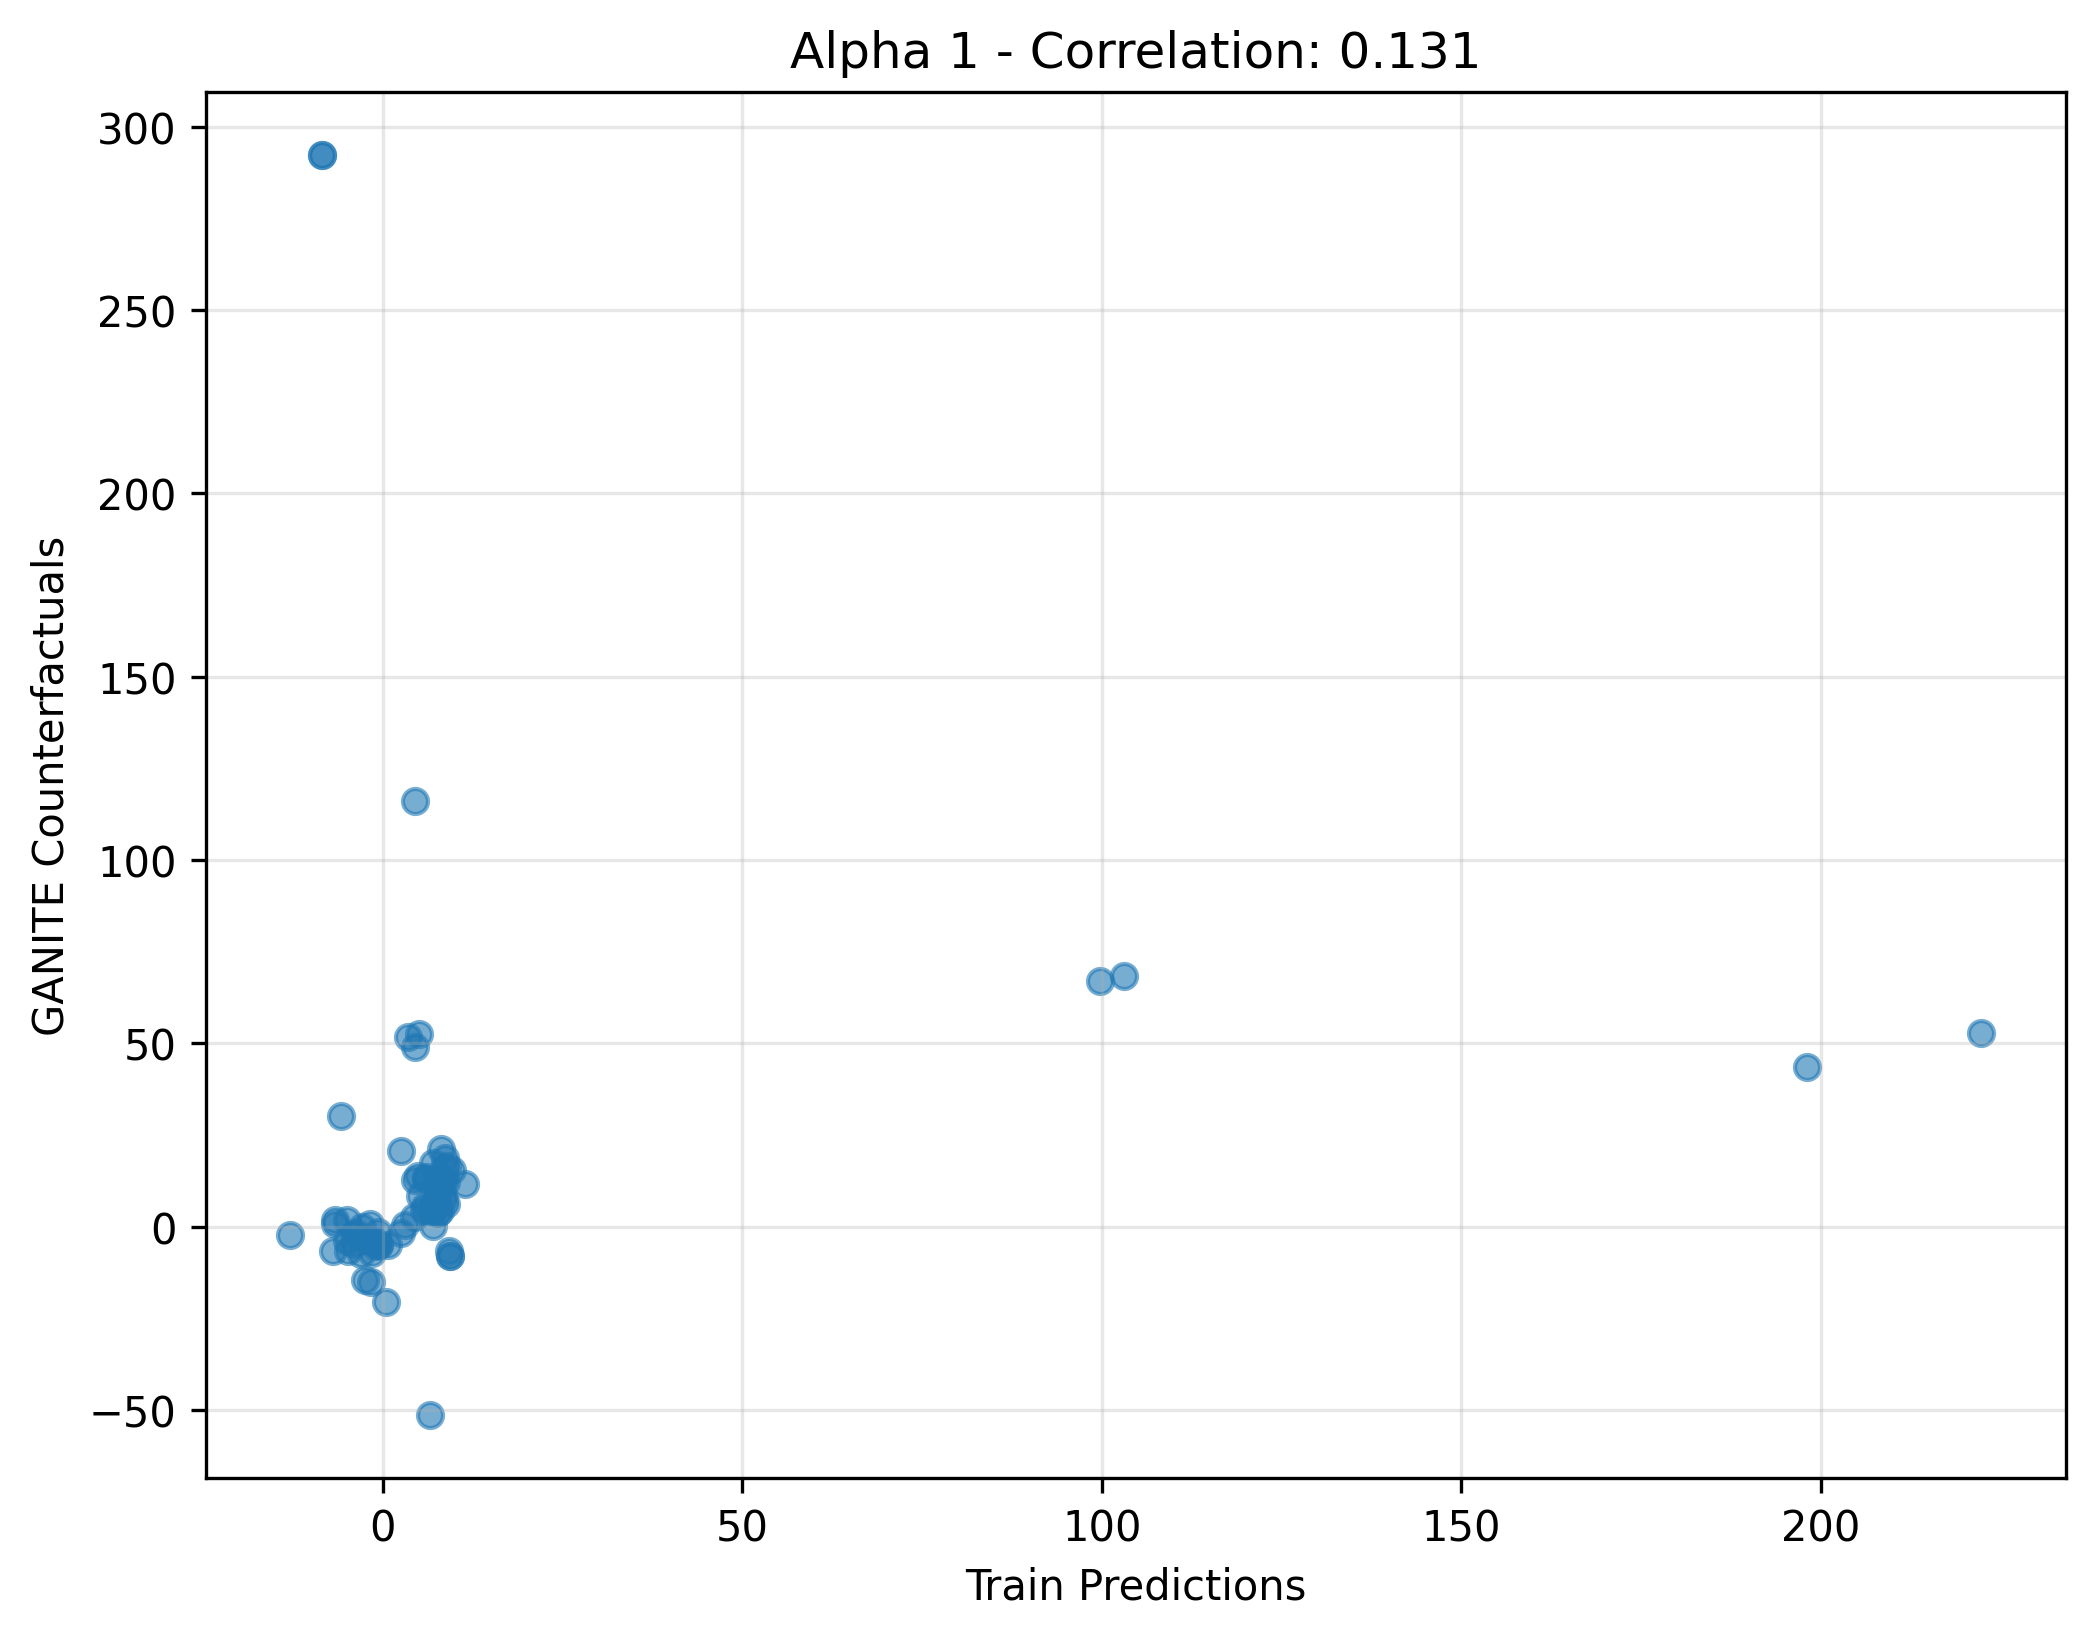 Alpha 1 - Correlation: 0.131
300
250
200
150
100
50
0
−50
GANITE Counterfactuals
0 50 100 150 200
Train Predictions